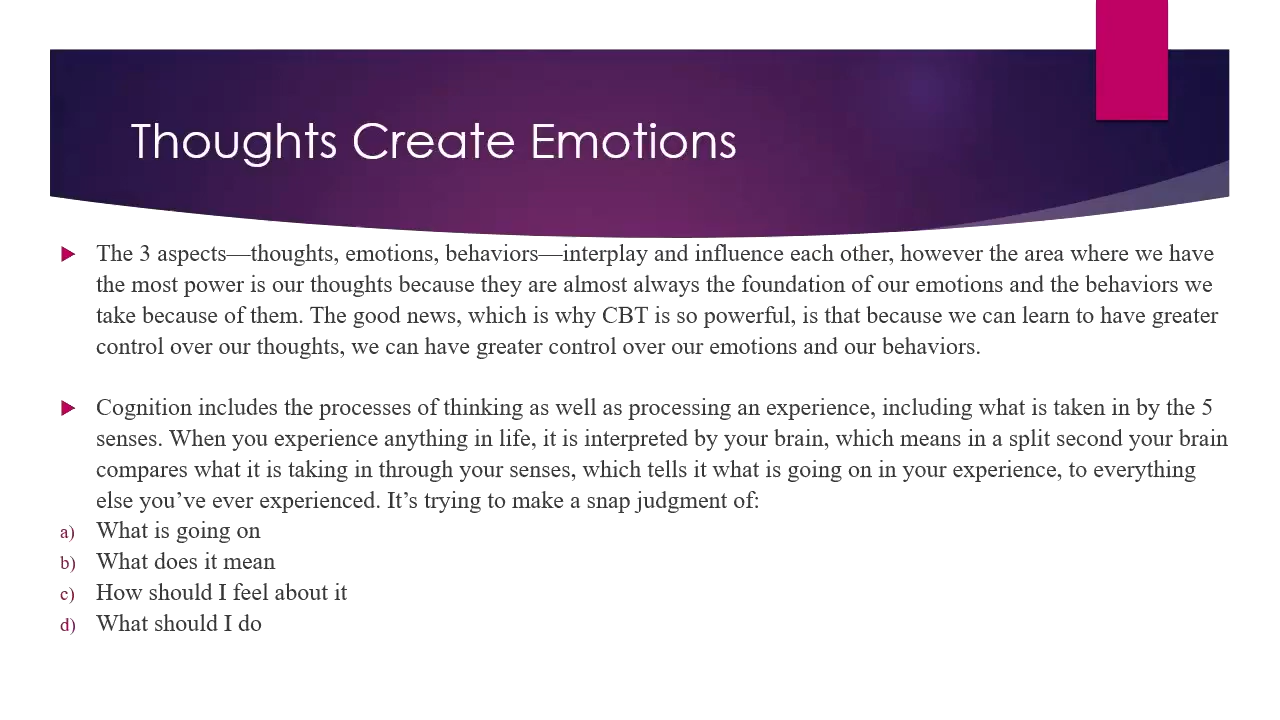 Thoughts Create Emotions
The 3 aspects—thoughts, emotions, behaviors—interplay and influence each other, however the area where we have
the most power is our thoughts because they are almost always the foundation of our emotions and the behaviors we
take because of them. The good news, which is why CBT is so powerful, is that because we can learn to have greater
control over our thoughts, we can have greater control over our emotions and our behaviors.
Cognition includes the processes of thinking as well as processing an experience, including what is taken in by the 5
senses. When you experience anything in life, it is interpreted by your brain, which means in a split second your brain
compares what it is taking in through your senses, which tells it what is going on in your experience, to everything
else you’ve ever experienced. It’s trying to make a snap judgment of:
a) What is going on
b) What does it mean
c) How should I feel about it
d) What should I do